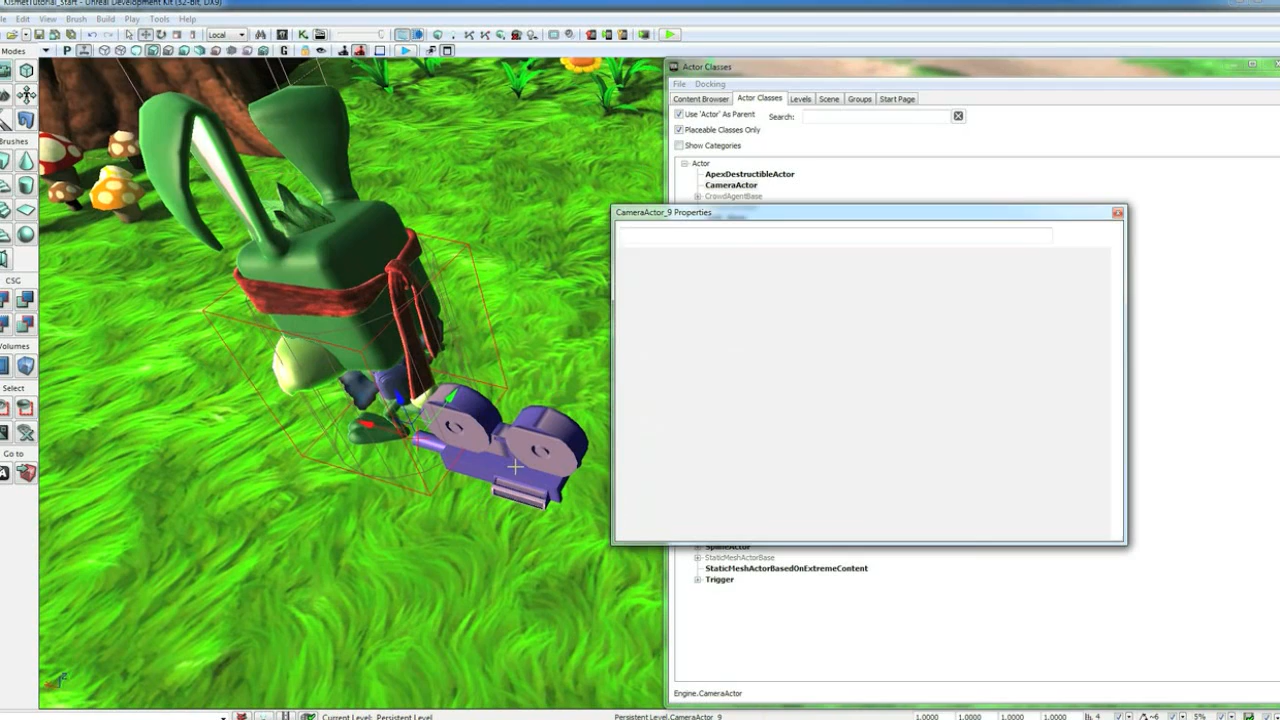 KismetTutorial_Start - Unreal Development Kit (32-Bit, DX9)
Edit View Brush Build Play Tools Help
Local
Modes
P
G
Brushes
CSG
Volumes
Select
Go to
Actor Classes
File Docking
Content Browser Actor Classes Levels Scene Groups Start Page
Use 'Actor' As Parent Search:
Placeable Classes Only
Show Categories
Actor
ApexDestructibleActor
CameraActor
CrowdAgentBase
CameraActor_9 Properties
SplineActor
StaticMeshActorBase
StaticMeshActorBasedOnExtremeContent
Trigger
Engine.CameraActor
Current Level: Persistent Level Persistent Level.CameraActor_9 1.0000 1.0000 1.0000 1.0000 4 5%